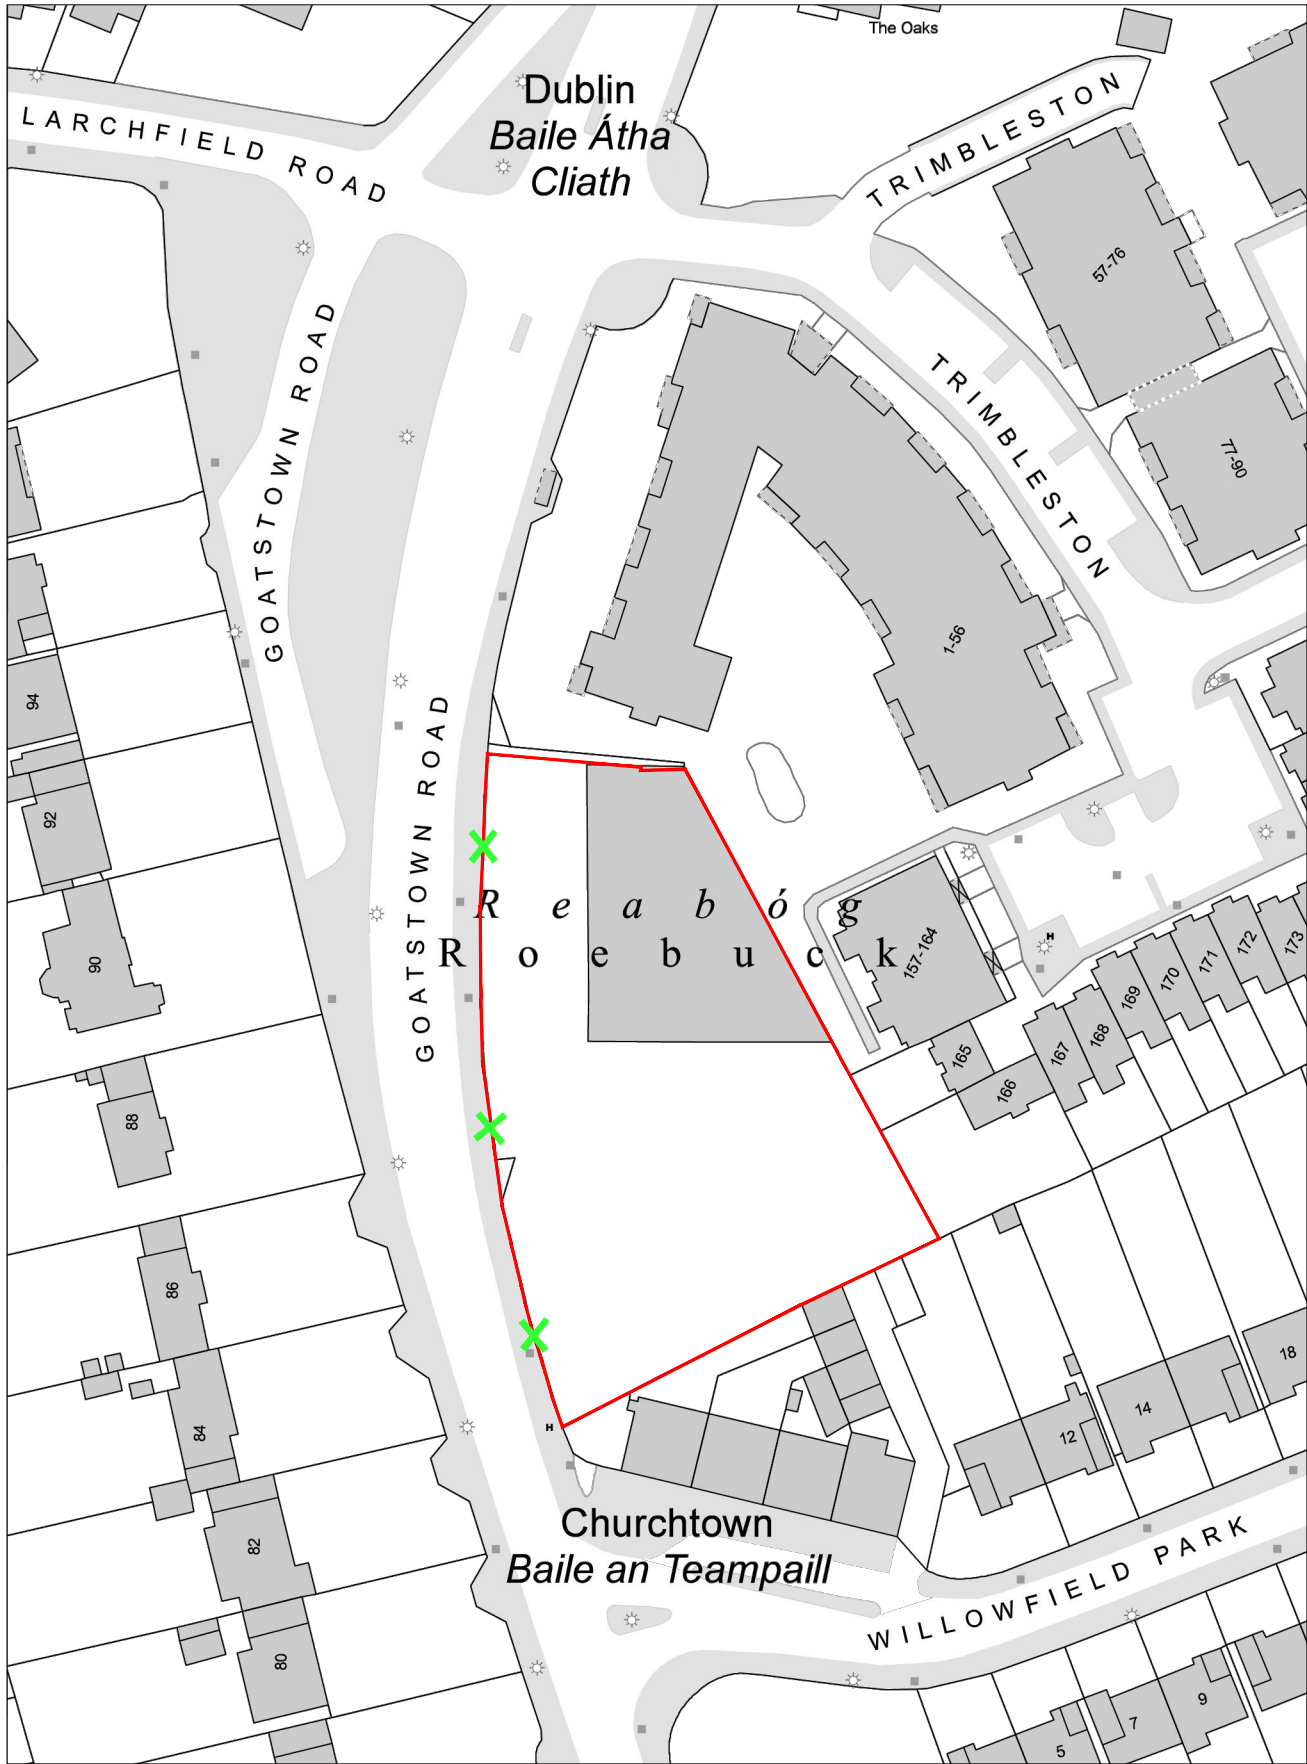 The Oaks
Dublin
Baile Átha
Cliath
LARCHFIELD ROAD
TRIMBLESTON
57-76
GOATSTOWN ROAD
TRIMBLESTON
77-90
1-56
94
GOATSTOWN ROAD
92
Reabóg
Roebuck
90
157-164
H
173
172
171
170
169
168
167
165
166
88
86
18
14
12
84
H
82
Churchtown
Baile an Teampaill
WILLOWFIELD PARK
80
9
7
5